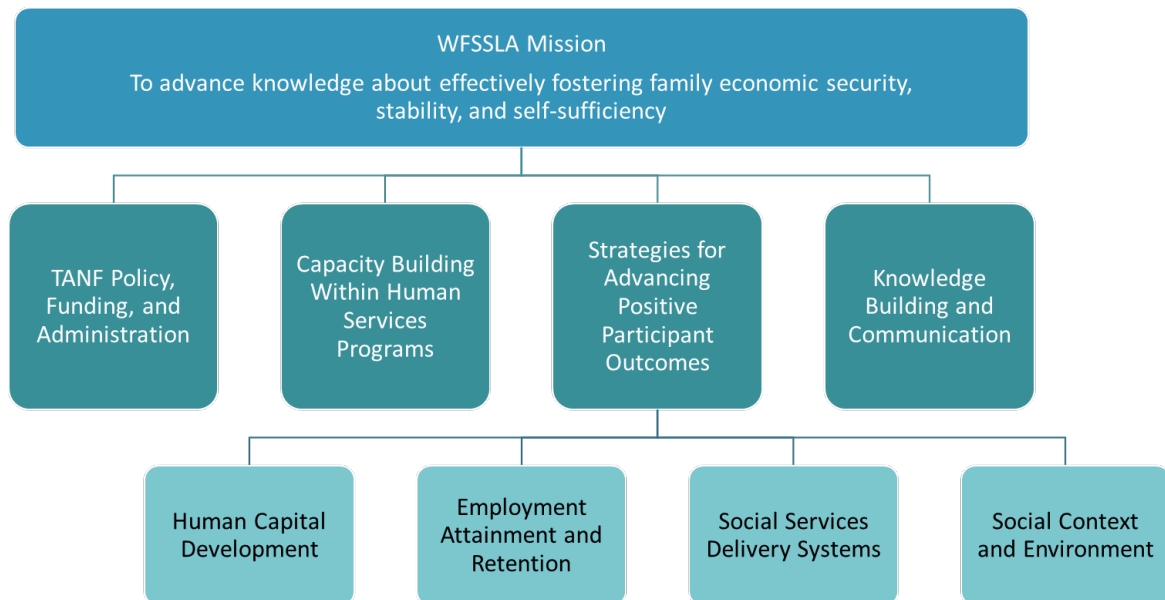 WFSSLA Mission
To advance knowledge about effectively fostering family economic security,
stability, and self-sufficiency
TANF Policy,
Funding, and
Administration
Capacity Building
Within Human
Services
Programs
Strategies for
Advancing
Positive
Participant
Outcomes
Knowledge
Building and
Communication
Human Capital
Development
Employment
Attainment and
Retention
Social Services
Delivery Systems
Social Context
and Environment